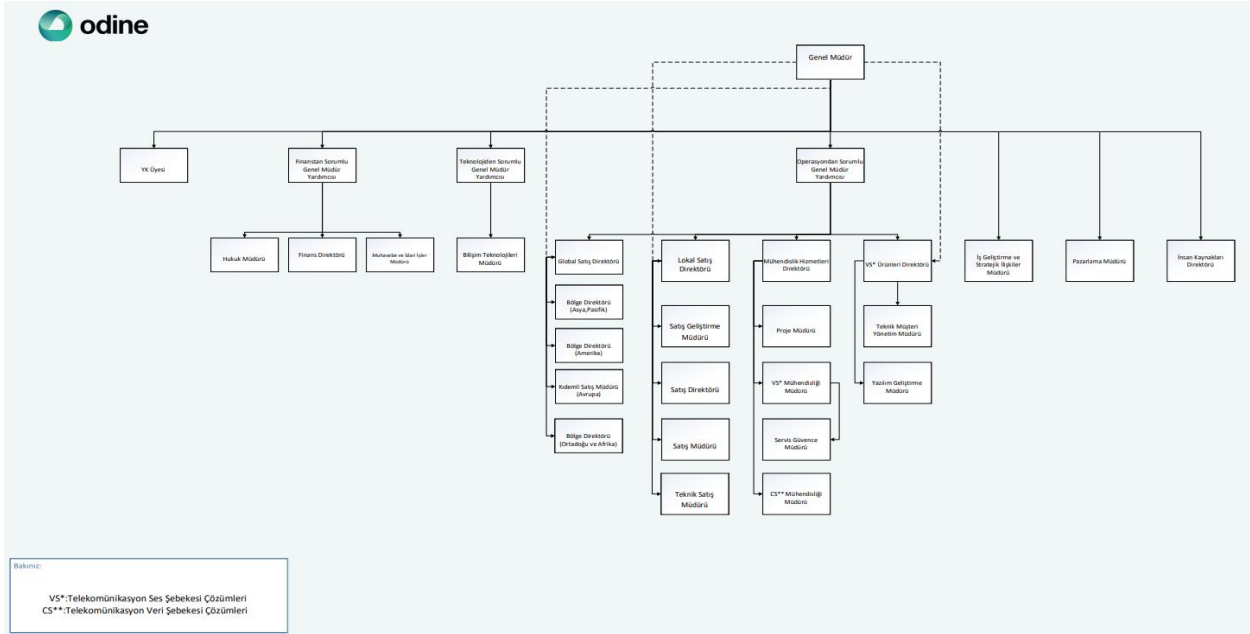 odine
Genel Müdür
YK Üyesi
Finanstan Sorumlu
Genel Müdür
Yardımcısı
Teknolojiden Sorumlu
Genel Müdür
Yardımcısı
Operasyondan Sorumlu
Genel Müdür
Yardımcısı
Hukuk Müdürü
Finans Direktörü
Muhasebe ve İdari İşler
Müdürü
Bilişim Teknolojileri
Müdürü
Global Satış Direktörü
Lokal Satış
Direktörü
Mühendislik Hizmetleri
Direktörü
VS* Ürünleri Direktörü
İş Geliştirme ve
Stratejik İlişkiler
Müdürü
Pazarlama Müdürü
İnsan Kaynakları
Direktörü
Bölge Direktörü
(Asya,Pasifik)
Satış Geliştirme
Müdürü
Proje Müdürü
Teknik Müşteri
Yönetim Müdürü
Bölge Direktörü
(Amerika)
Kıdemli Satış Müdürü
(Avrupa)
Satış Direktörü
VS* Mühendisliği
Müdürü
Yazılım Geliştirme
Müdürü
Bölge Direktörü
(Ortadoğu ve Afrika)
Satış Müdürü
Servis Güvence
Müdürü
Teknik Satış
Müdürü
CS** Mühendisliği
Müdürü
Bakınız:
VS*:Telekomünikasyon Ses Şebekesi Çözümleri
CS**:Telekomünikasyon Veri Şebekesi Çözümleri